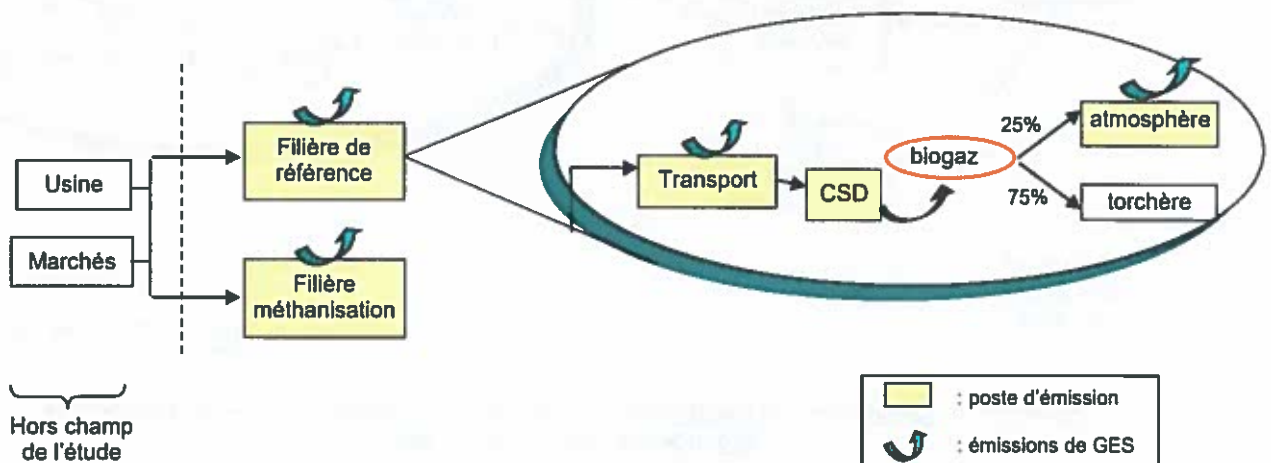 Usine
Marchés
Hors champ
de l'étude
Filière de
référence
Filière
méthanisation
Transport
CSD
biogaz
25%
75%
atmosphère
torchère
: poste d'émission
: émissions de GES